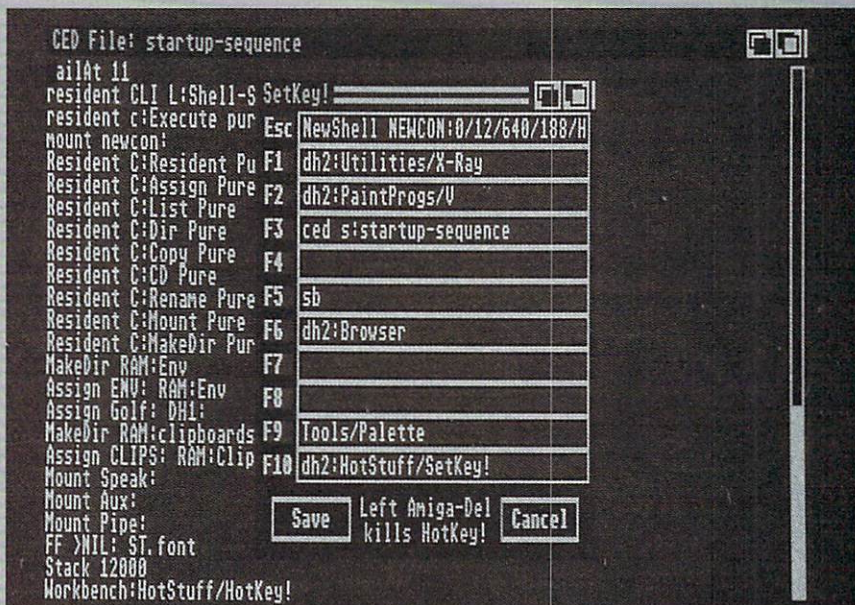 CED File: startup-sequence
ailAt 11
resident CLI L:Shell-S
resident c:Execute pur
mount newcon:
Resident C:Resident Pu
Resident C:Assign Pure
Resident C:List Pure
Resident C:Dir Pure
Resident C:Copy Pure
Resident C:CD Pure
Resident C:Rename Pure
Resident C:Mount Pure
Resident C:MakeDir Pur
MakeDir RAM:Env
Assign ENV: RAM:Env
Assign Golf: DH1:
MakeDir RAM:clipboards
Assign CLIPS: RAM:Clip
Mount Speak:
Mount Aux:
Mount Pipe:
FF >NIL: ST.font
Stack 12000
Workbench:HotStuff/HotKey!
SetKey!
Esc NewShell NEWCON:0/12/640/188/H
F1 dh2:Utilities/X-Ray
F2 dh2:PaintProgs/V
F3 ced s:startup-sequence
F4
F5 sb
F6 dh2:Browser
F7
F8
F9 Tools/Palette
F10 dh2:HotStuff/SetKey!
Save
Left Amiga-Del
kills HotKey!
Cancel